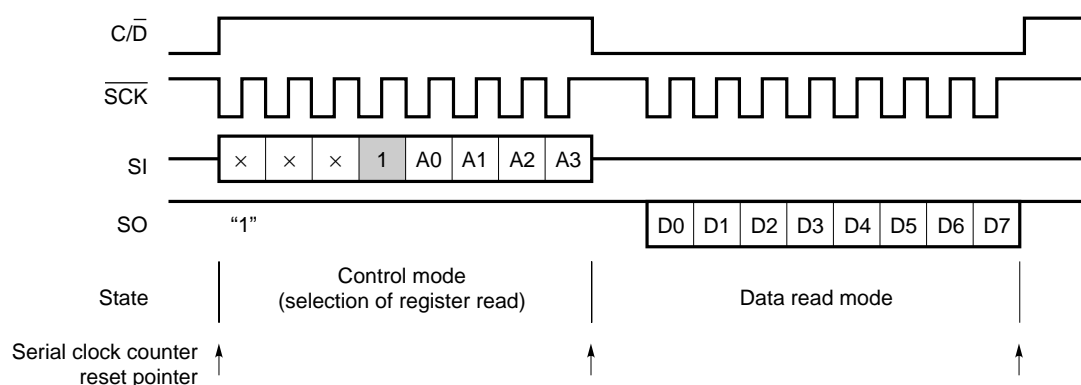 C/D̅
S̅C̅K̅
SI × × × 1 A0 A1 A2 A3
SO “1” D0 D1 D2 D3 D4 D5 D6 D7
State Control mode (selection of register read) Data read mode
Serial clock counter
reset pointer